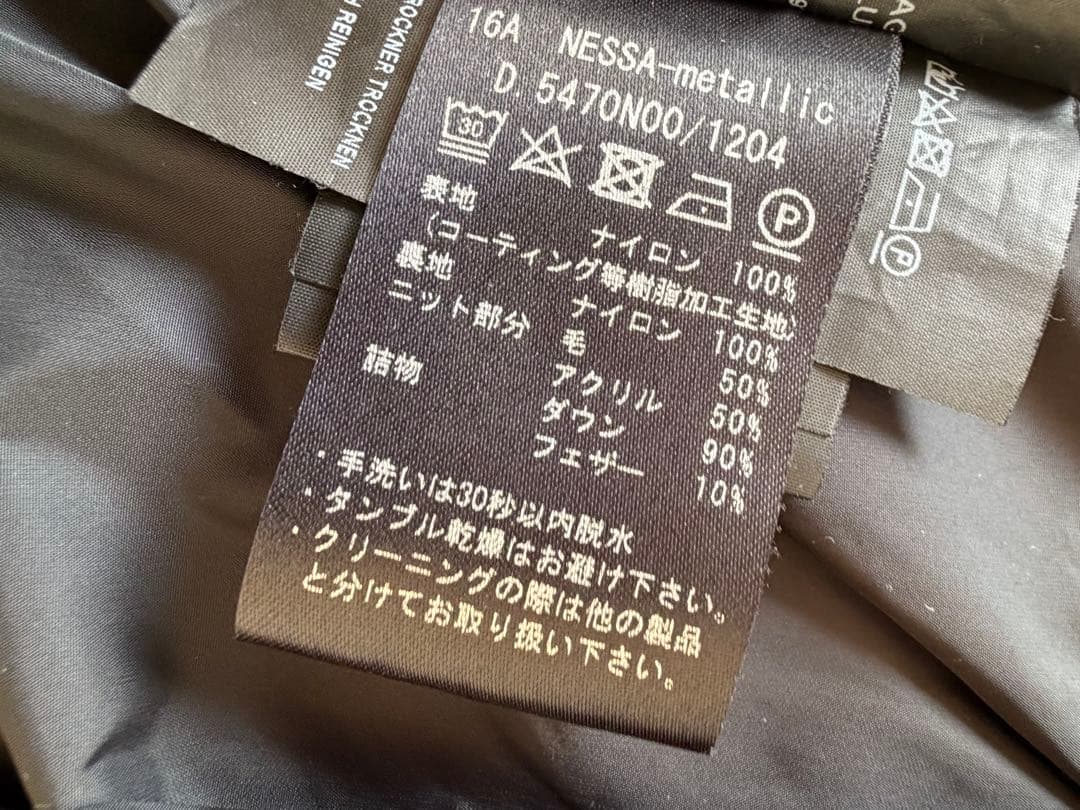 16A NESSA-metallic
D.5470N00/1204
30
P
表地 ナイロン 100%
(コーティング等樹脂加工生地)
裏地 ナイロン 100%
ニット部分 毛 50%
アクリル 50%
詰物 ダウン 90%
フェザー 10%
・手洗いは30秒以内脱水
・タンブル乾燥はお避け下さい。
・クリーニングの際は他の製品
と分けてお取り扱い下さい。
TROCKNEN
REINIGEN
P